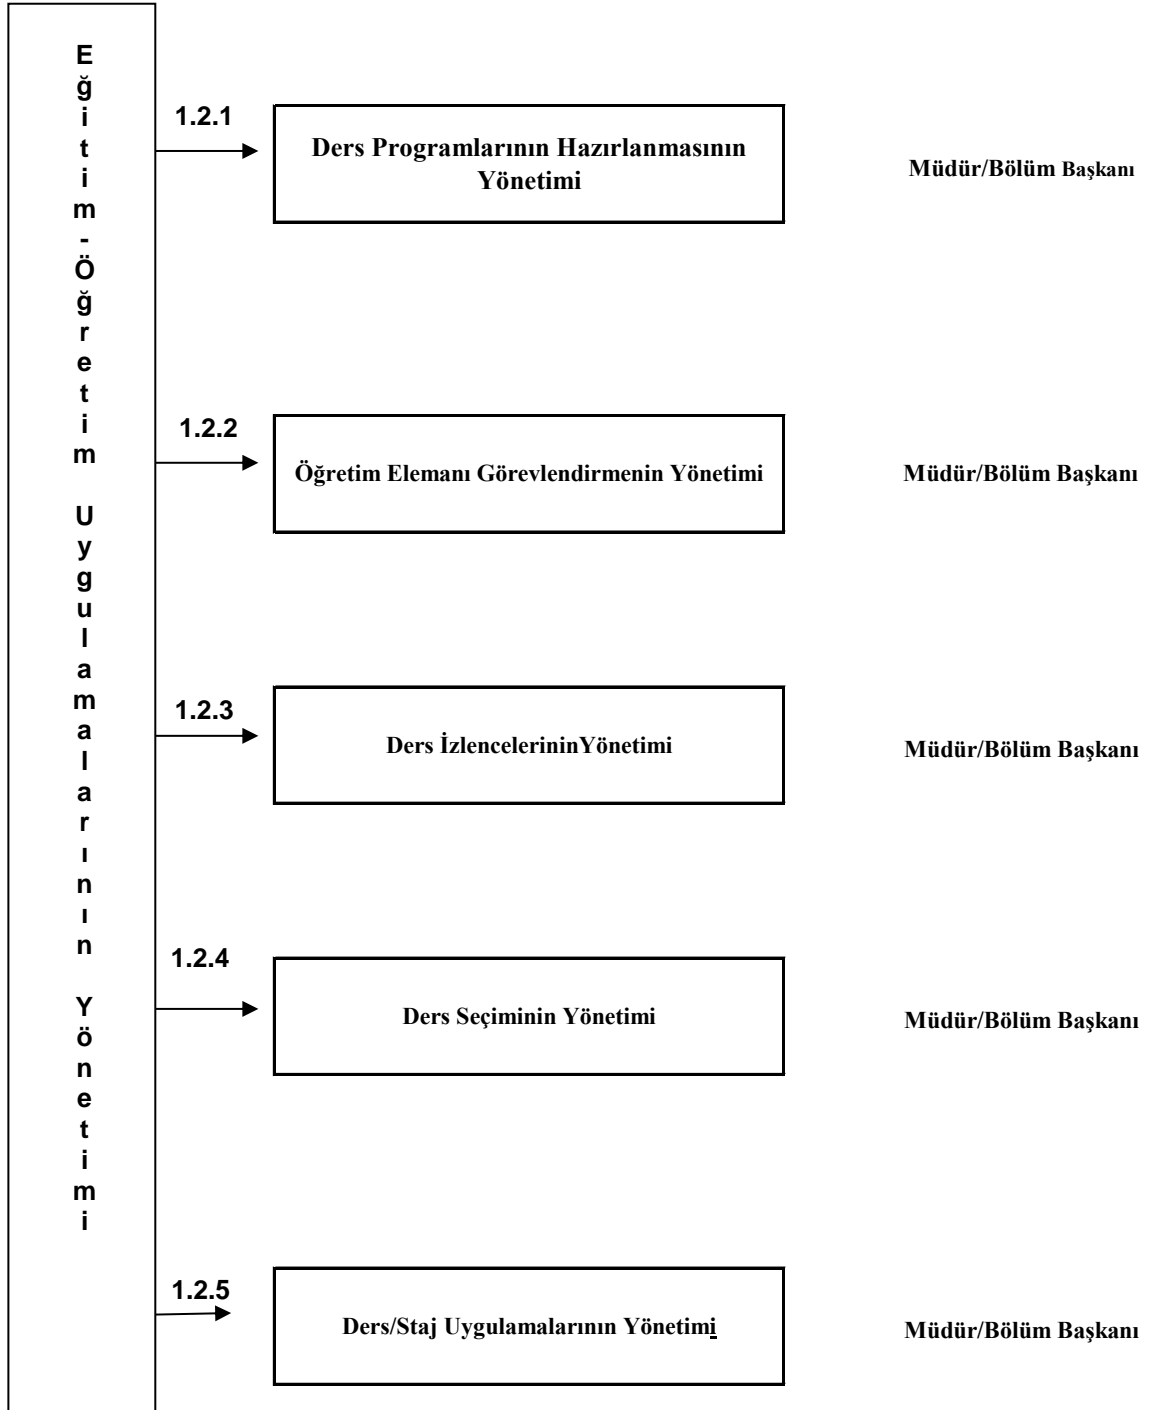 Eğitim-Öğretim Uygulamalarının Yönetimi
1.2.1
Ders Programlarının Hazırlanmasının
Yönetimi
Müdür/Bölüm Başkanı
1.2.2
Öğretim Elemanı Görevlendirmenin Yönetimi
Müdür/Bölüm Başkanı
1.2.3
Ders İzlencelerininYönetimi
Müdür/Bölüm Başkanı
1.2.4
Ders Seçiminin Yönetimi
Müdür/Bölüm Başkanı
1.2.5
Ders/Staj Uygulamalarının Yönetimi
Müdür/Bölüm Başkanı